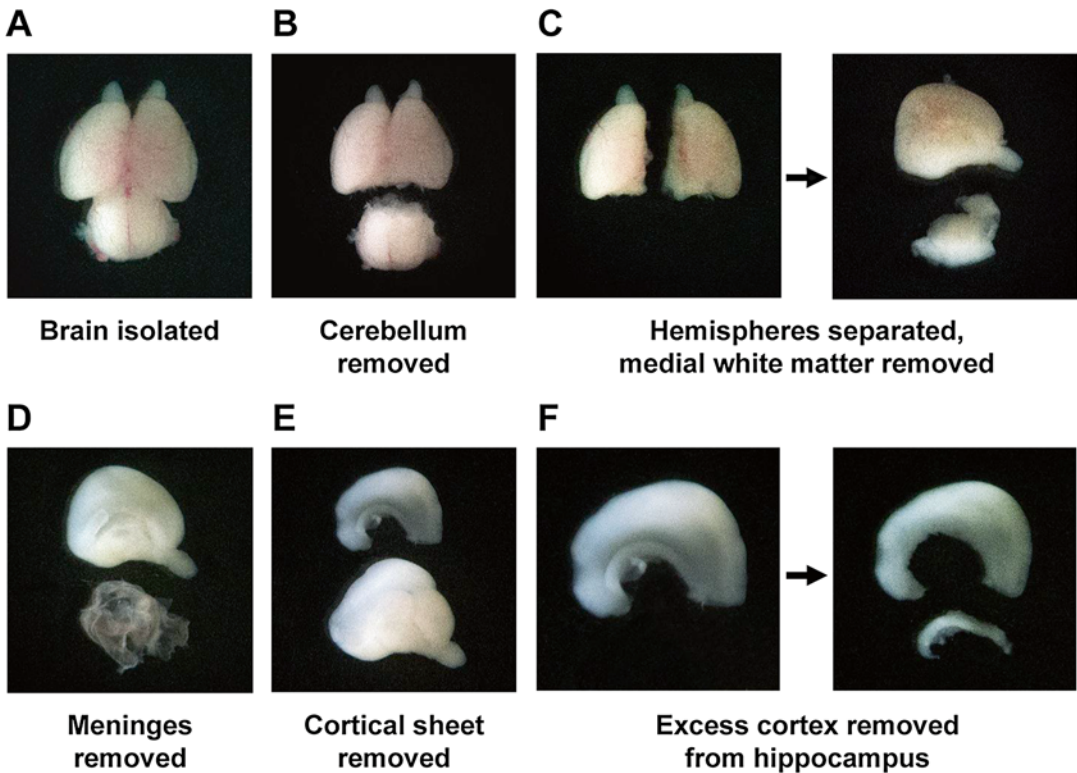 A
B
C
Brain isolated
Cerebellum
removed
Hemispheres separated,
medial white matter removed
D
E
F
Meninges
removed
Cortical sheet
removed
Excess cortex removed
from hippocampus